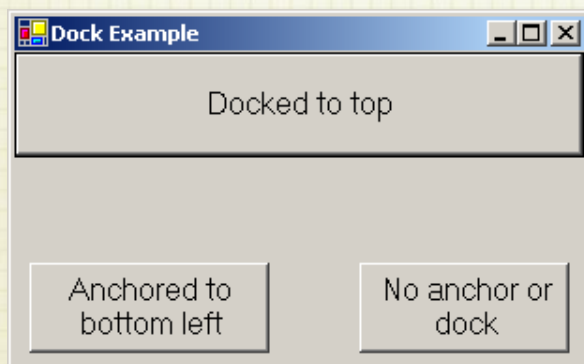 Dock Example
Docked to top
Anchored to
bottom left
No anchor or
dock